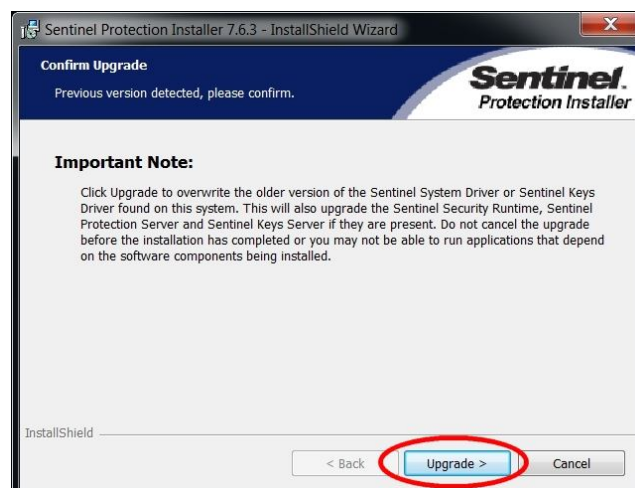 Sentinel Protection Installer 7.6.3 - InstallShield Wizard
Confirm Upgrade
Previous version detected, please confirm.
Sentinel.
Protection Installer
Important Note:
Click Upgrade to overwrite the older version of the Sentinel System Driver or Sentinel Keys
Driver found on this system. This will also upgrade the Sentinel Security Runtime, Sentinel
Protection Server and Sentinel Keys Server if they are present. Do not cancel the upgrade
before the installation has completed or you may not be able to run applications that depend
on the software components being installed.
InstallShield
< Back
Upgrade >
Cancel